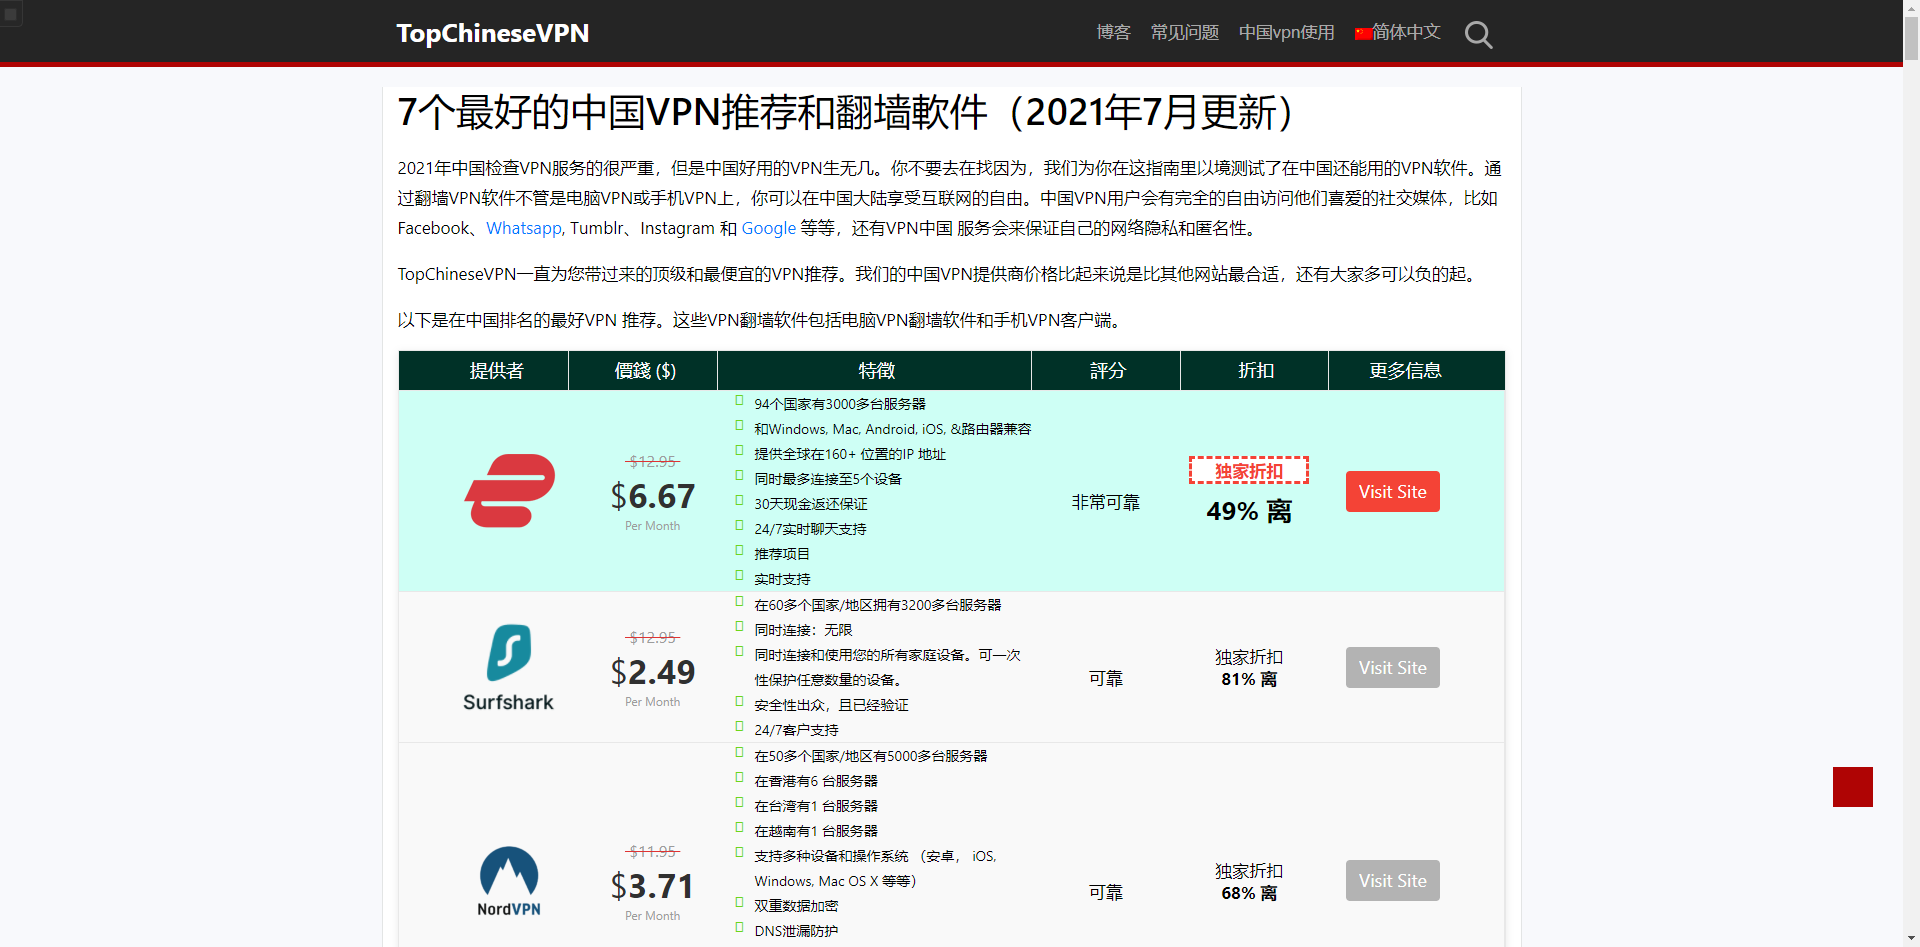 TopChineseVPN
博客 常见问题 中国vpn使用 简体中文
7个最好的中国VPN推荐和翻墙軟件（2021年7月更新）
2021年中国检查VPN服务的很严重，但是中国好用的VPN生无几。你不要去在找因为，我们为你在这指南里以境测试了在中国还能用的VPN软件。通
过翻墙VPN软件不管是电脑VPN或手机VPN上，你可以在中国大陆享受互联网的自由。中国VPN用户会有完全的自由访问他们喜爱的社交媒体，比如
Facebook、Whatsapp, Tumblr、Instagram 和 Google 等等，还有VPN中国 服务会来保证自己的网络隐私和匿名性。
TopChineseVPN一直为您带过来的顶级和最便宜的VPN推荐。我们的中国VPN提供商价格比起来说是比其他网站最合适，还有大家多可以负的起。
以下是在中国排名的最好VPN 推荐。这些VPN翻墙软件包括电脑VPN翻墙软件和手机VPN客户端。
提供者 價錢 ($) 特徵 評分 折扣 更多信息
94个国家有3000多台服务器
和Windows, Mac, Android, iOS, &路由器兼容
提供全球在160+ 位置的IP 地址
同时最多连接至5个设备
30天现金返还保证
24/7实时聊天支持
推荐项目
实时支持
$12.95
$6.67
Per Month
非常可靠
独家折扣
49% 离
Visit Site
Surfshark
$12.95
$2.49
Per Month
在60多个国家/地区拥有3200多台服务器
同时连接：无限
同时连接和使用您的所有家庭设备。可一次
性保护任意数量的设备。
安全性出众，且已经验证
24/7客户支持
可靠
独家折扣
81% 离
Visit Site
NordVPN
$11.95
$3.71
Per Month
在50多个国家/地区有5000多台服务器
在香港有6 台服务器
在台湾有1 台服务器
在越南有1 台服务器
支持多种设备和操作系统 （安卓， iOS,
Windows, Mac OS X 等等）
双重数据加密
DNS泄漏防护
可靠
独家折扣
68% 离
Visit Site